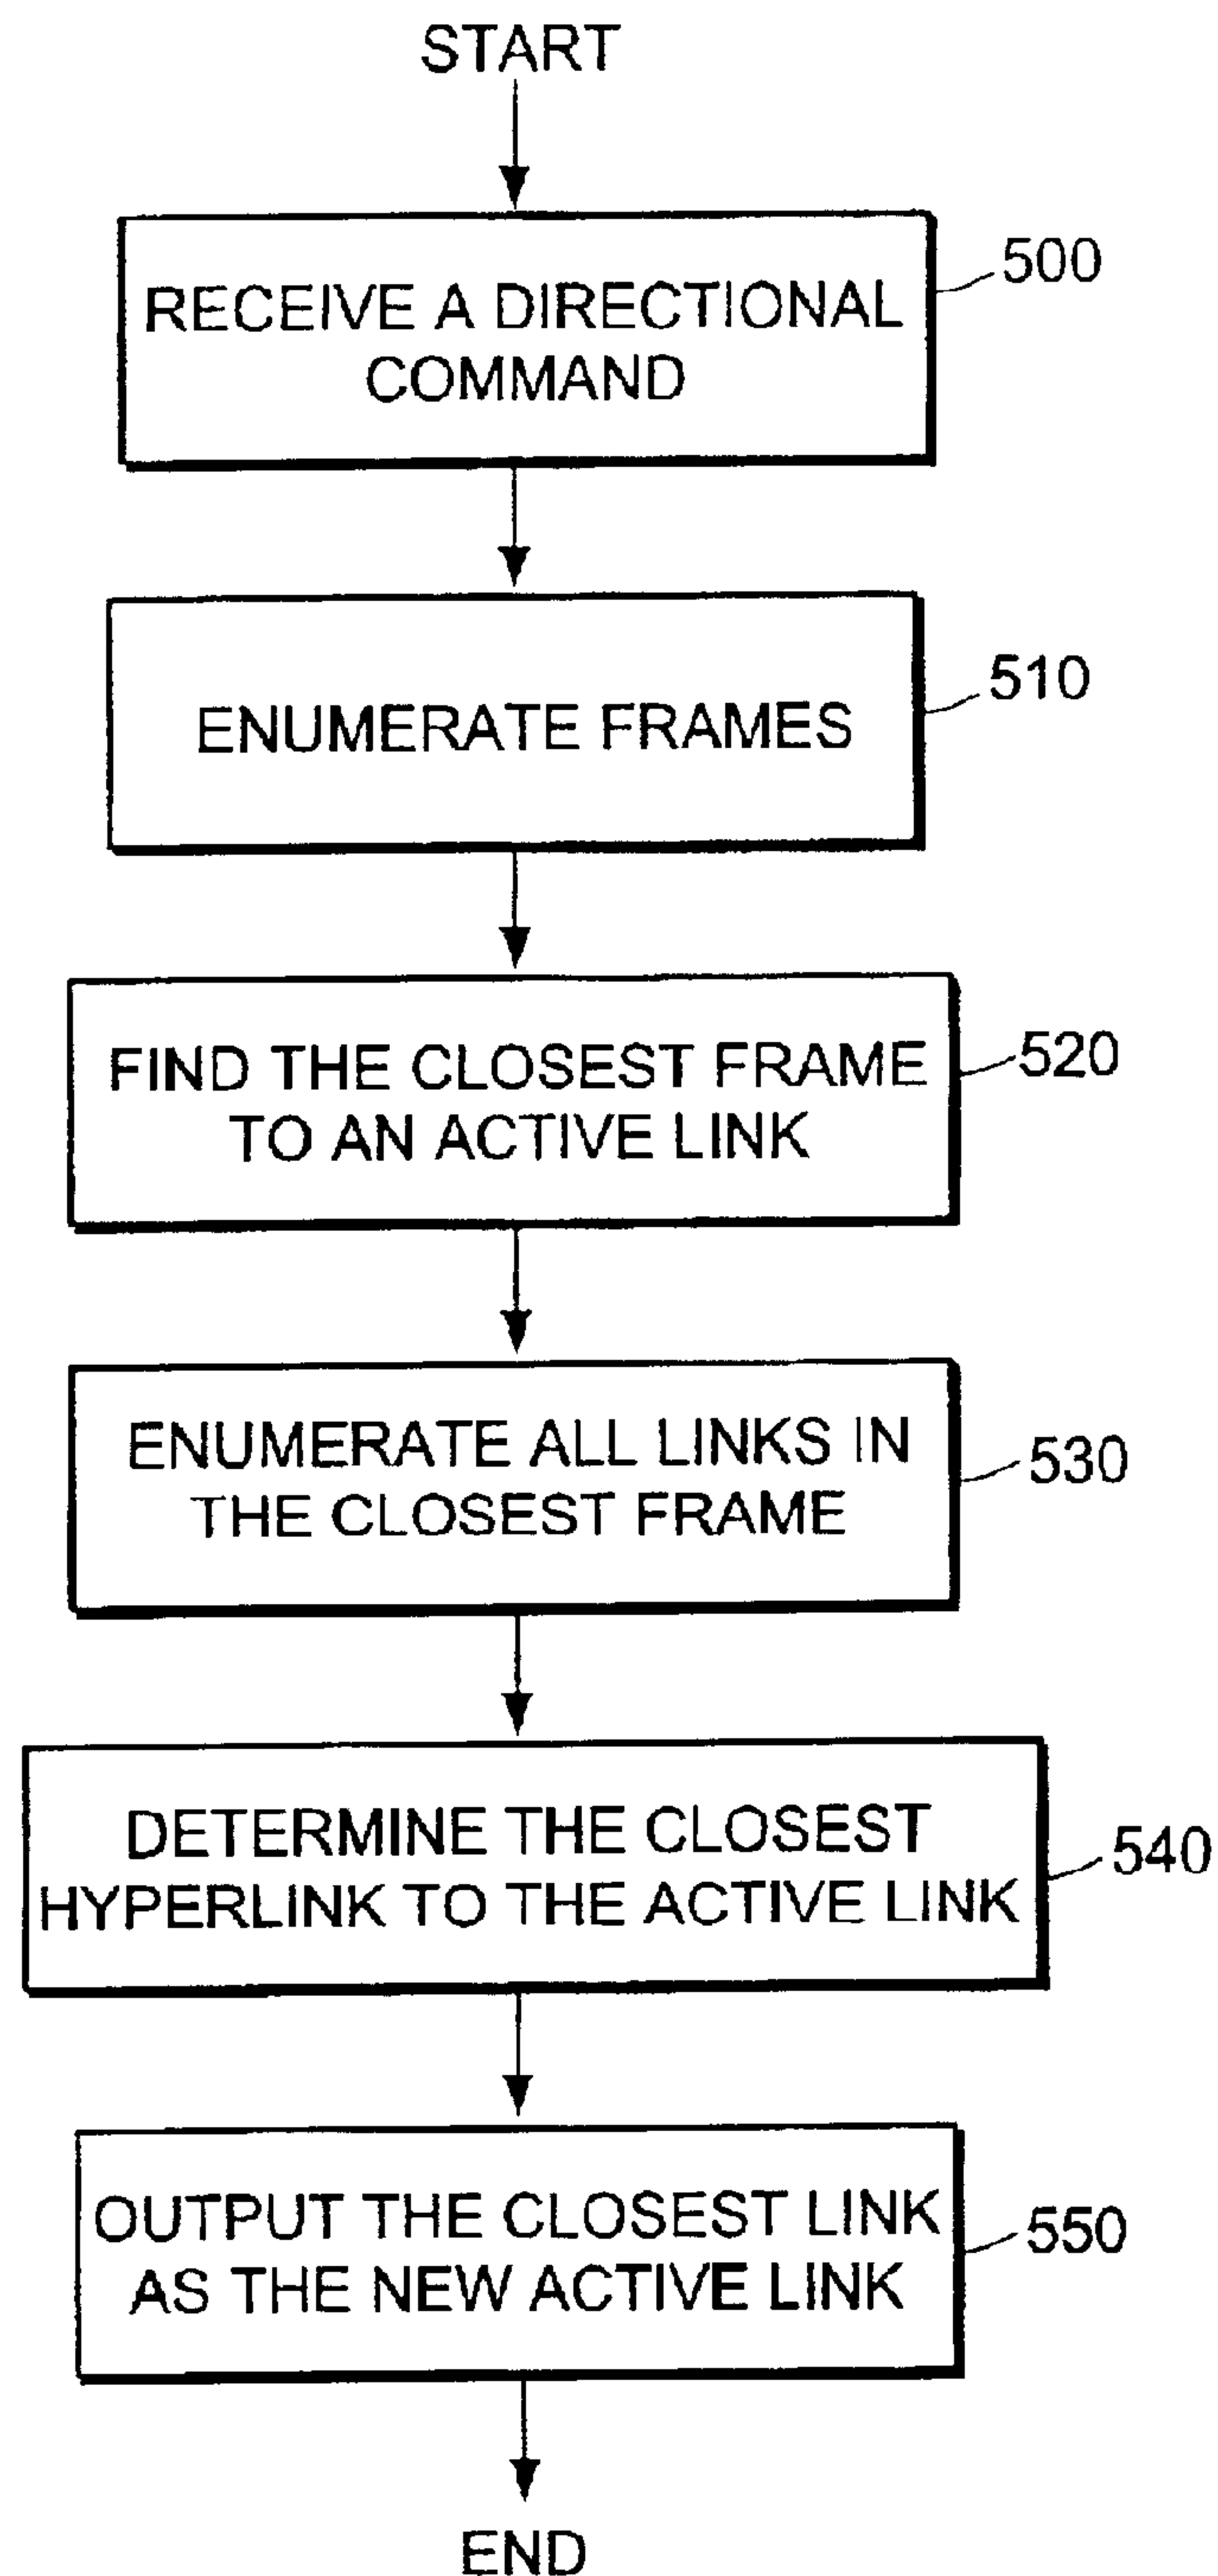 START
RECEIVE A DIRECTIONAL
COMMAND
500
ENUMERATE FRAMES
510
FIND THE CLOSEST FRAME
TO AN ACTIVE LINK
520
ENUMERATE ALL LINKS IN
THE CLOSEST FRAME
530
DETERMINE THE CLOSEST
HYPERLINK TO THE ACTIVE LINK
540
OUTPUT THE CLOSEST LINK
AS THE NEW ACTIVE LINK
550
END